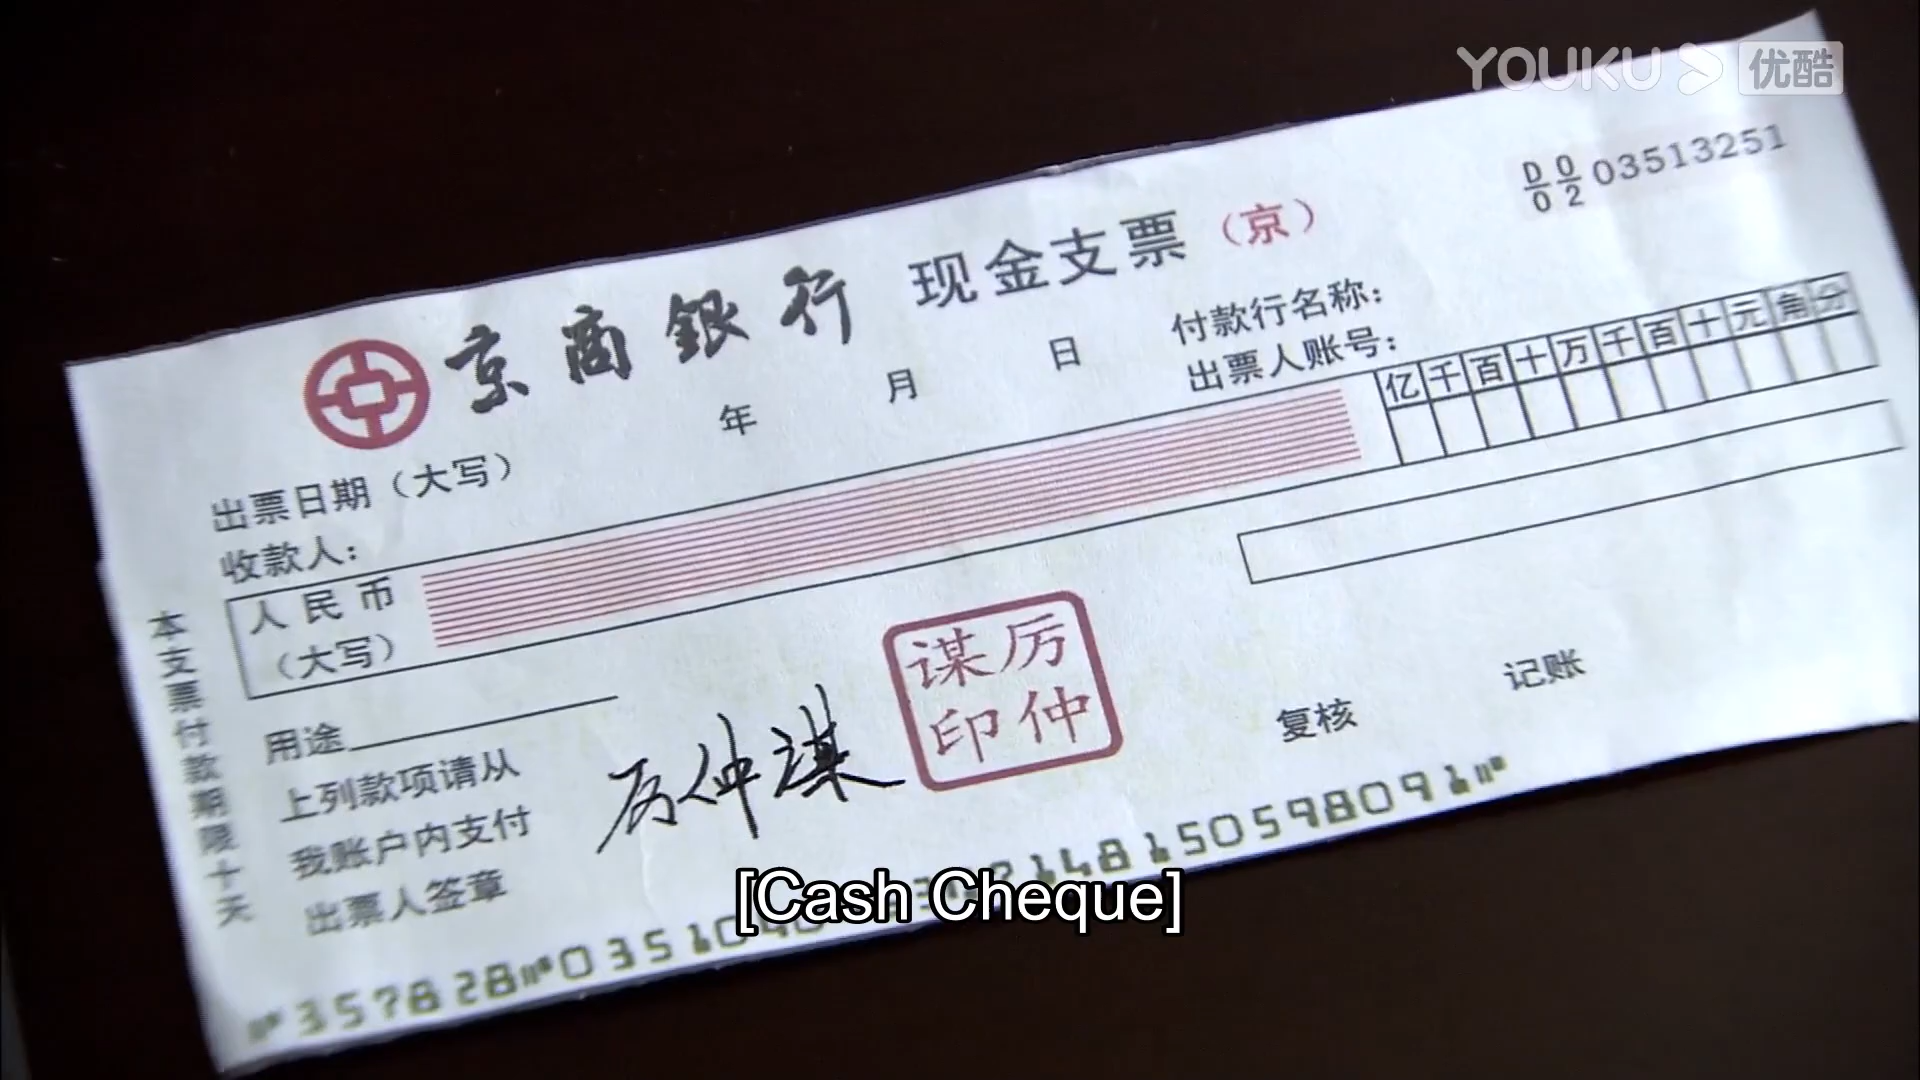 YOUKU 优酷
D/0 0/2 03513251
京商銀行 现金支票（京）
出票日期（大写） 年 月 日 付款行名称：
收款人： 出票人账号：
人民币
（大写）
亿千百十万千百十元角分
本支票付款期限十天
用途
上列款项请从
我账户内支付
出票人签章
厉仲谋
厉仲谋印
复核 记账
[Cash Cheque]